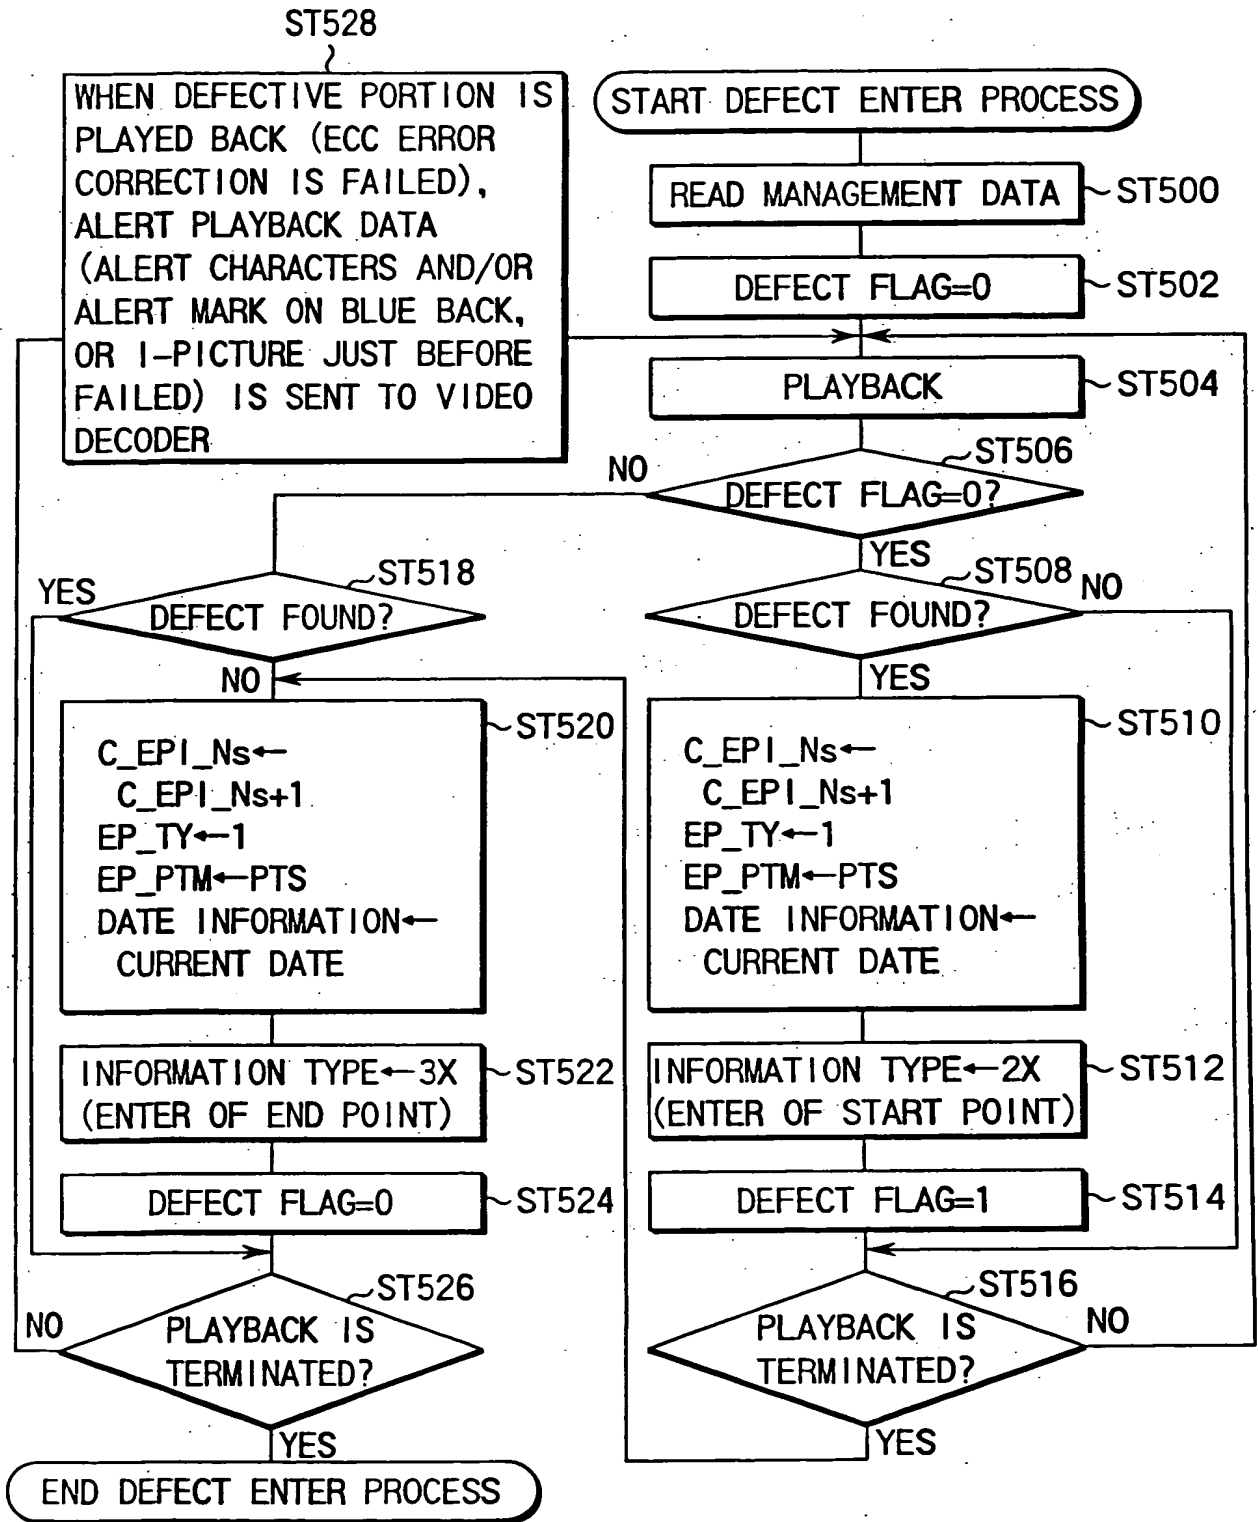 ST528
WHEN DEFECTIVE PORTION IS
PLAYED BACK (ECC ERROR
CORRECTION IS FAILED),
ALERT PLAYBACK DATA
(ALERT CHARACTERS AND/OR
ALERT MARK ON BLUE BACK,
OR I-PICTURE JUST BEFORE
FAILED) IS SENT TO VIDEO
DECODER
START DEFECT ENTER PROCESS
READ MANAGEMENT DATA
ST500
DEFECT FLAG=0
ST502
PLAYBACK
ST504
ST506
DEFECT FLAG=0?
NO
YES
ST508
DEFECT FOUND?
NO
YES
ST510
C_EPI_Ns←
C_EPI_Ns+1
EP_TY←1
EP_PTM←PTS
DATE INFORMATION←
CURRENT DATE
INFORMATION TYPE←2X
(ENTER OF START POINT)
ST512
DEFECT FLAG=1
ST514
ST516
PLAYBACK IS
TERMINATED?
NO
YES
ST518
YES
DEFECT FOUND?
NO
ST520
C_EPI_Ns←
C_EPI_Ns+1
EP_TY←1
EP_PTM←PTS
DATE INFORMATION←
CURRENT DATE
INFORMATION TYPE←3X
(ENTER OF END POINT)
ST522
DEFECT FLAG=0
ST524
ST526
NO
PLAYBACK IS
TERMINATED?
YES
END DEFECT ENTER PROCESS